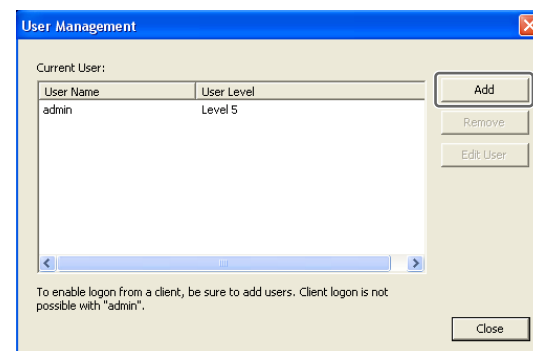 User Management
Current User:
User Name User Level
admin Level 5
Add
Remove
Edit User
To enable logon from a client, be sure to add users. Client logon is not
possible with "admin".
Close